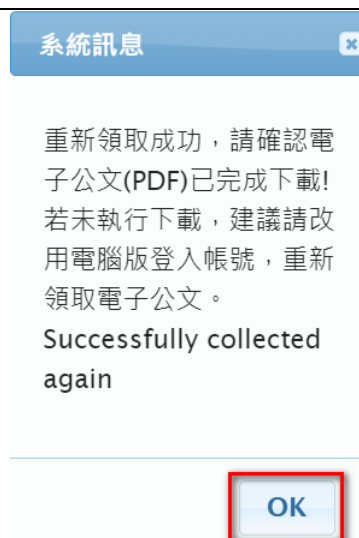 系統訊息
重新領取成功，請確認電
子公文(PDF)已完成下載!
若未執行下載，建議請改
用電腦版登入帳號，重新
領取電子公文。
Successfully collected
again
OK